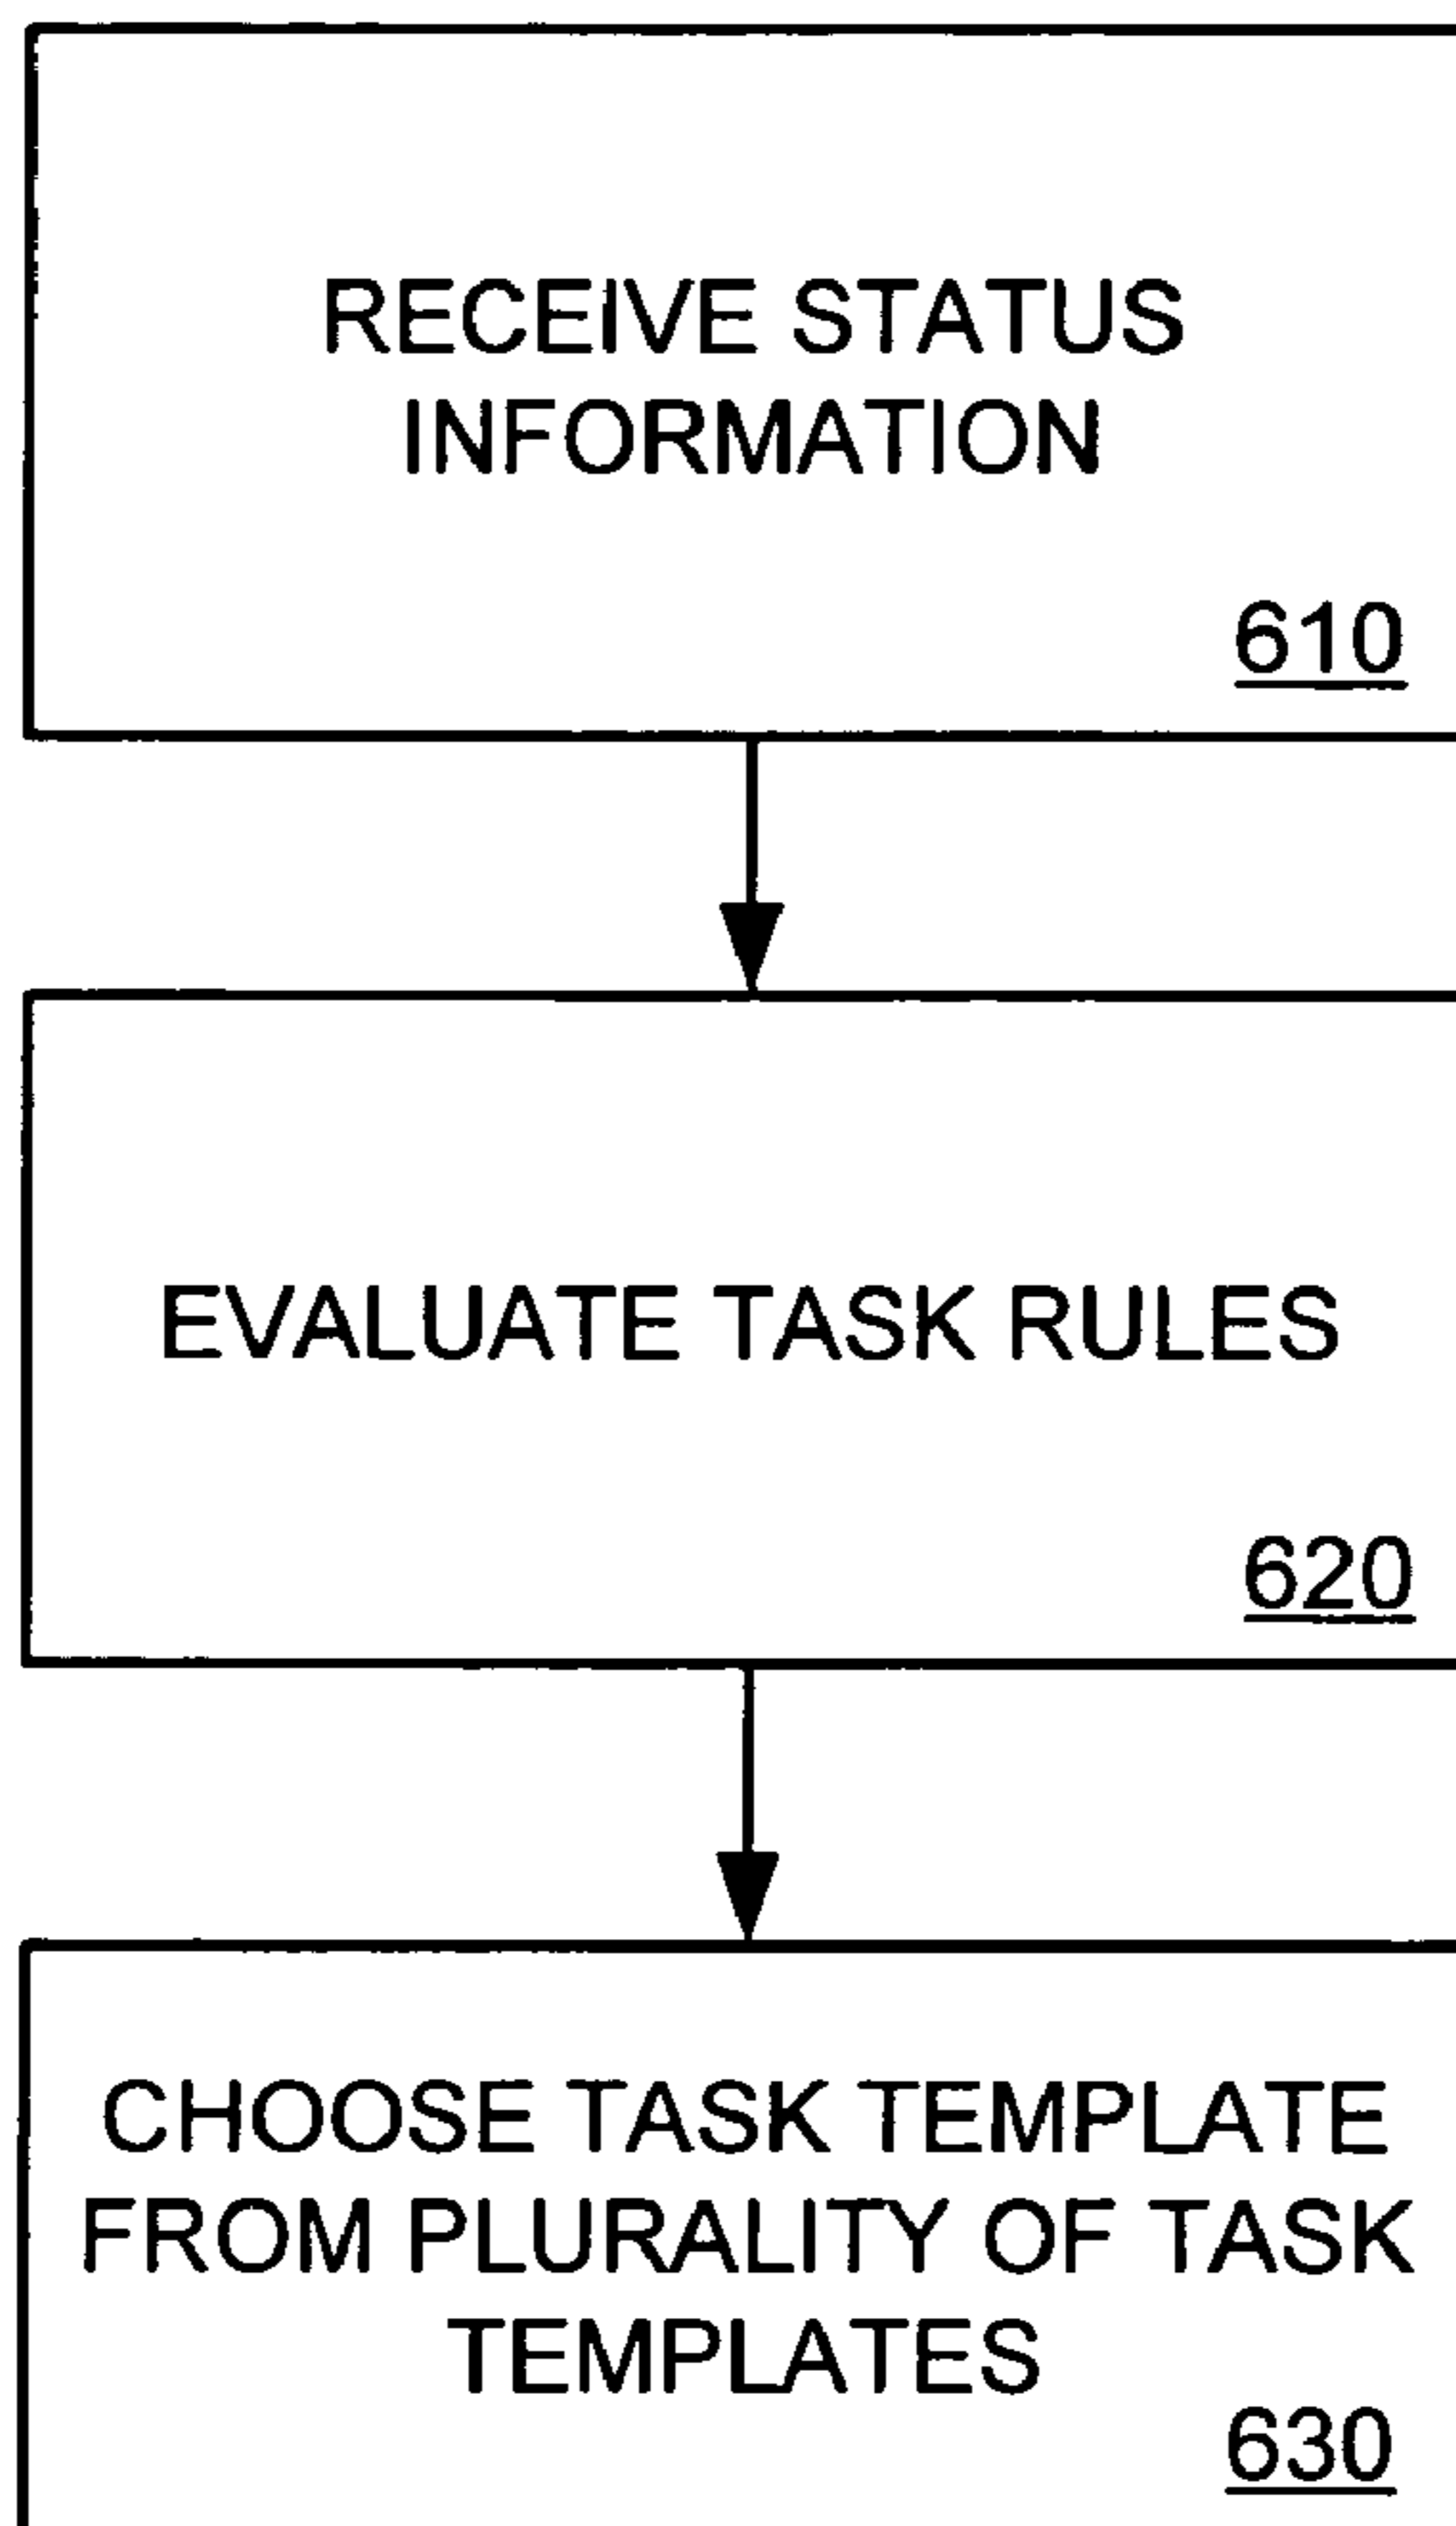 RECEIVE STATUS
INFORMATION
610
EVALUATE TASK RULES
620
CHOOSE TASK TEMPLATE
FROM PLURALITY OF TASK
TEMPLATES
630